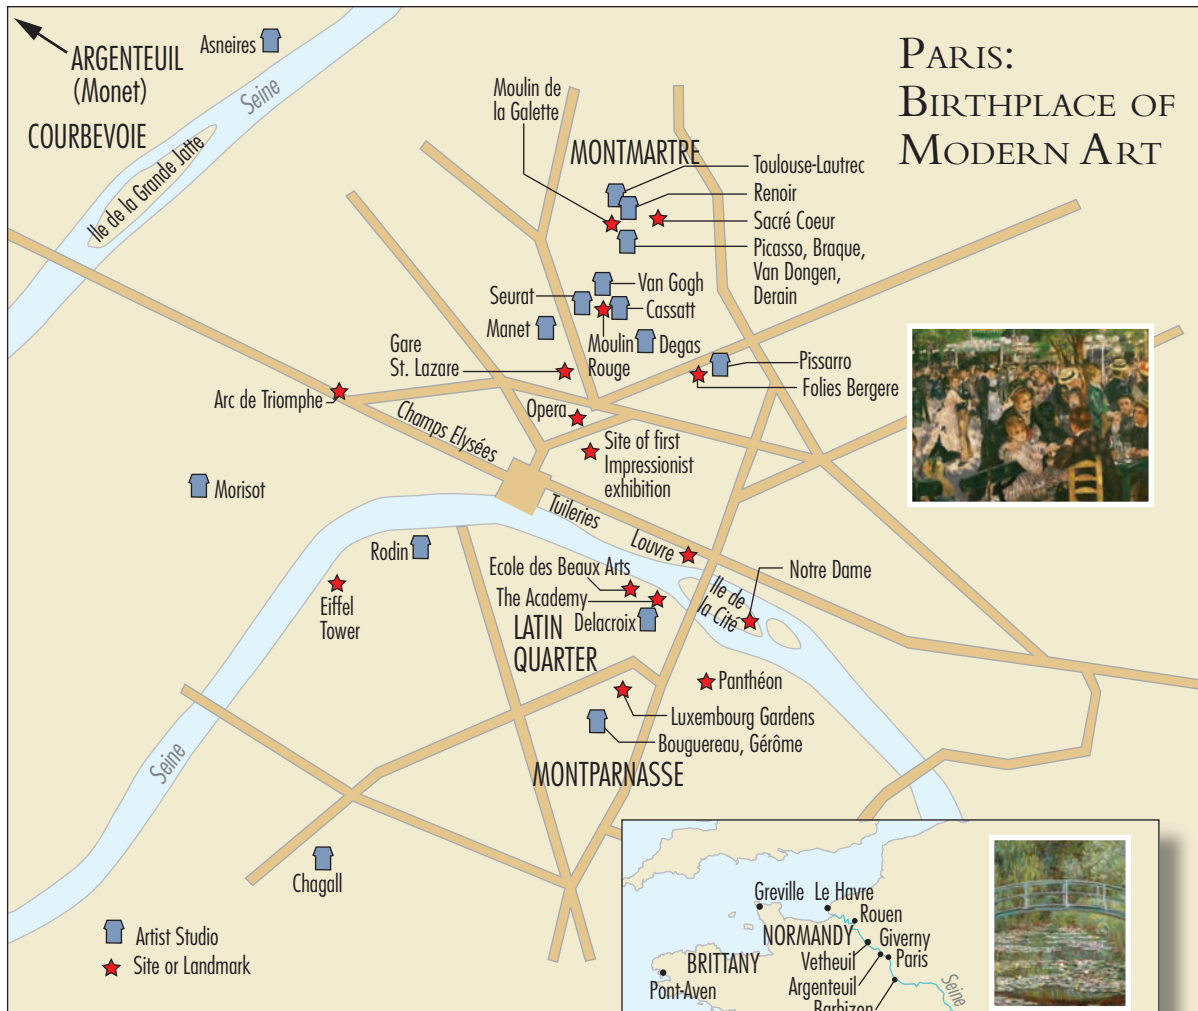 PARIS:
BIRTHPLACE OF
MODERN ART
ARGENTEUIL
(Monet)
COURBEVOIE
Asneires
Seine
Ile de la Grande Jatte
Moulin de
la Galette
MONTMARTRE
Toulouse-Lautrec
Renoir
Sacré Coeur
Picasso, Braque,
Van Dongen,
Derain
Van Gogh
Seurat
Cassatt
Manet
Moulin
Rouge
Degas
Gare
St. Lazare
Pissarro
Folies Bergere
Arc de Triomphe
Champs Elysées
Opera
Site of first
Impressionist
exhibition
Morisot
Tuileries
Louvre
Rodin
Ecole des Beaux Arts
The Academy
Delacroix
Notre Dame
Ile de
la Cité
Eiffel
Tower
LATIN
QUARTER
Panthéon
Luxembourg Gardens
Bouguereau, Gérôme
MONTPARNASSE
Seine
Chagall
Artist Studio
Site or Landmark
Greville
Le Havre
Rouen
NORMANDY
Giverny
Vetheuil
Paris
BRITTANY
Argenteuil
Pont-Aven
Barbizon
Seine